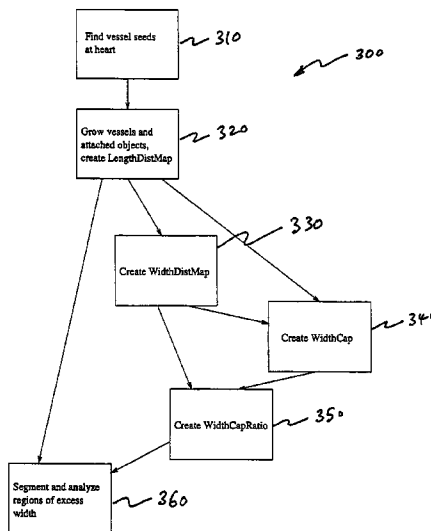 Find vessel seeds
at heart
310
300
Grow vessels and
attached objects,
create LengthDistMap
320
330
Create WidthDistMap
Create WidthCap
Create WidthCapRatio
350
Segment and analyze
regions of excess
width
360